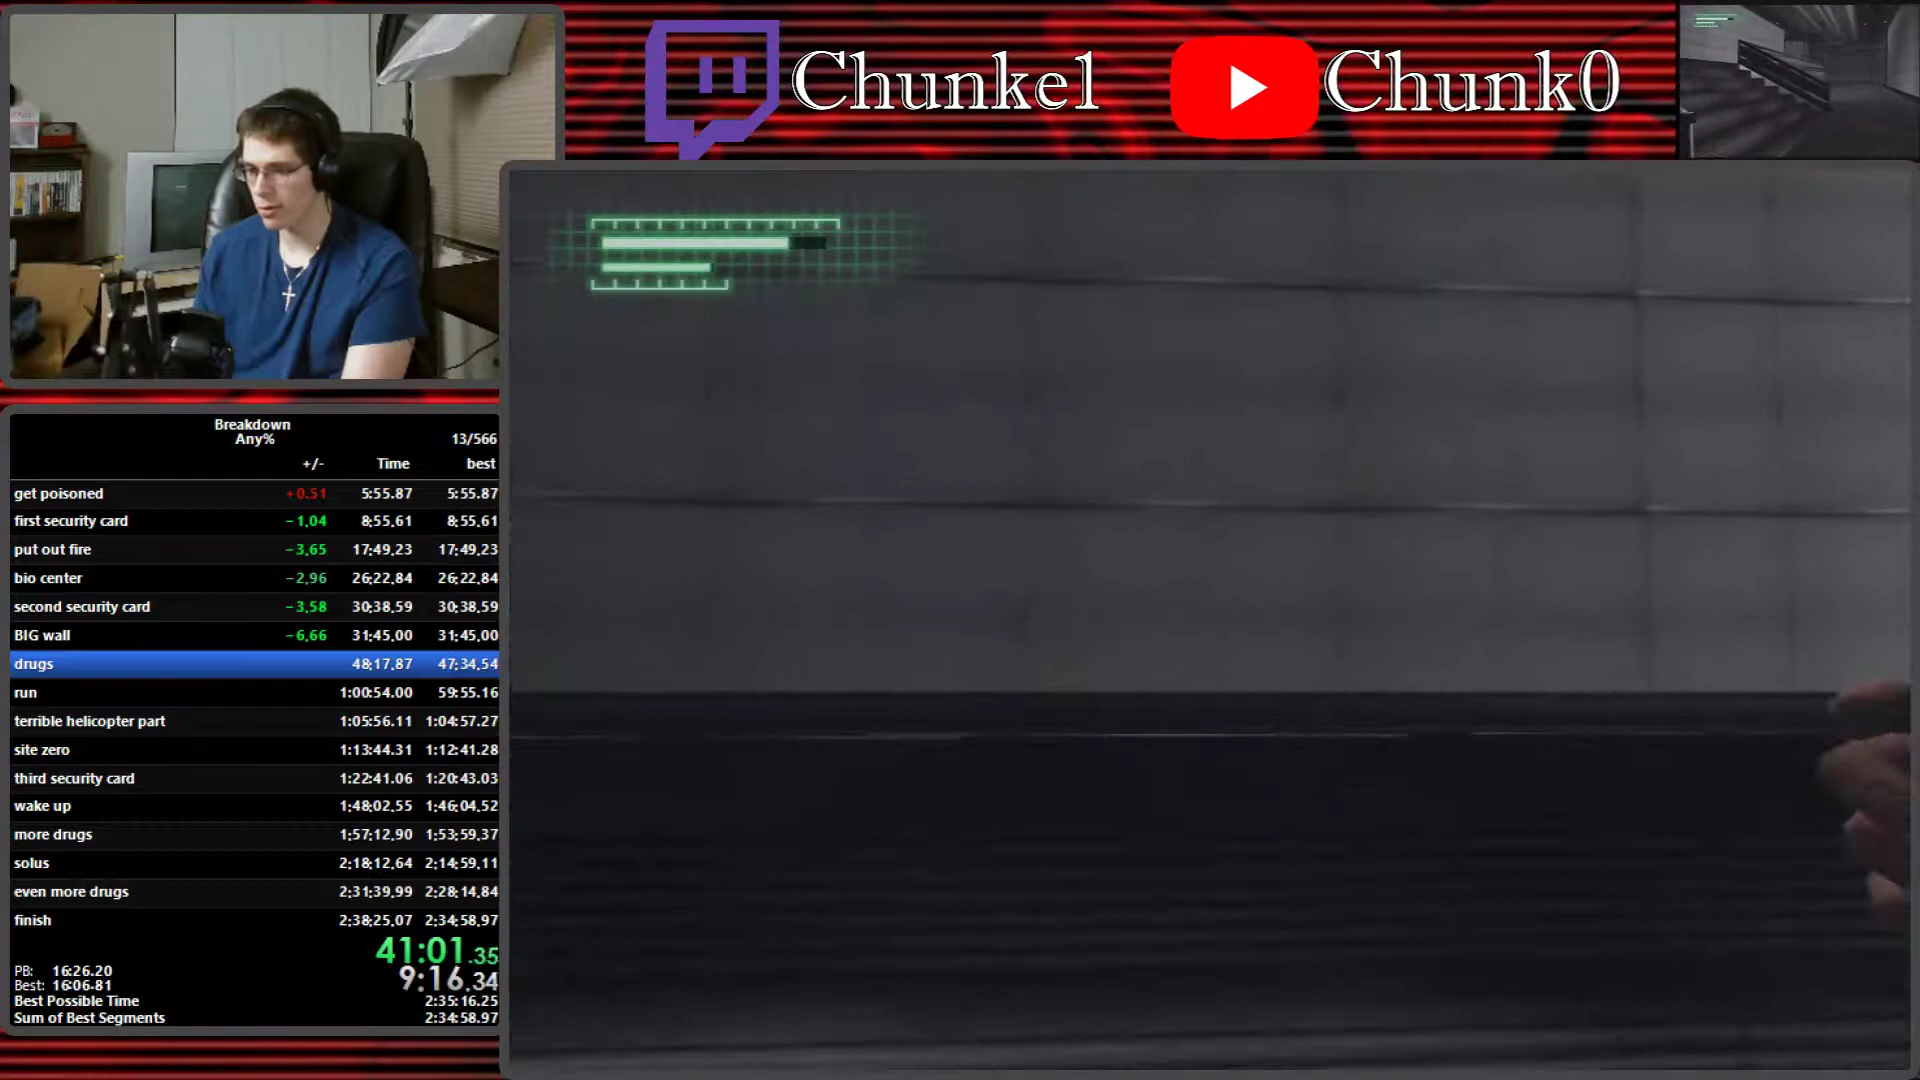 Chunke1
Chunk0
Breakdown
Any% 13/566
+/- Time best
get poisoned +0.51 5:55.87 5:55.87
first security card -1.04 8:55.61 8:55.61
put out fire -3.65 17:49.23 17:49.23
bio center -2.96 26:22.84 26:22.84
second security card -3.58 30:38.59 30:38.59
BIG wall -6.66 31:45.00 31:45.00
drugs 48:17.87 47:34.54
run 1:00:54.00 59:55.16
terrible helicopter part 1:05:56.11 1:04:57.27
site zero 1:13:44.31 1:12:41.28
third security card 1:22:41.06 1:20:43.03
wake up 1:48:02.55 1:46:04.52
more drugs 1:57:12.90 1:53:59.37
solus 2:18:12.64 2:14:59.11
even more drugs 2:31:39.99 2:28:14.84
finish 2:38:25.07 2:34:58.97
41:01.35
PB: 16:26.20
Best: 16:06.81
9:16.34
Best Possible Time 2:35:16.25
Sum of Best Segments 2:34:58.97